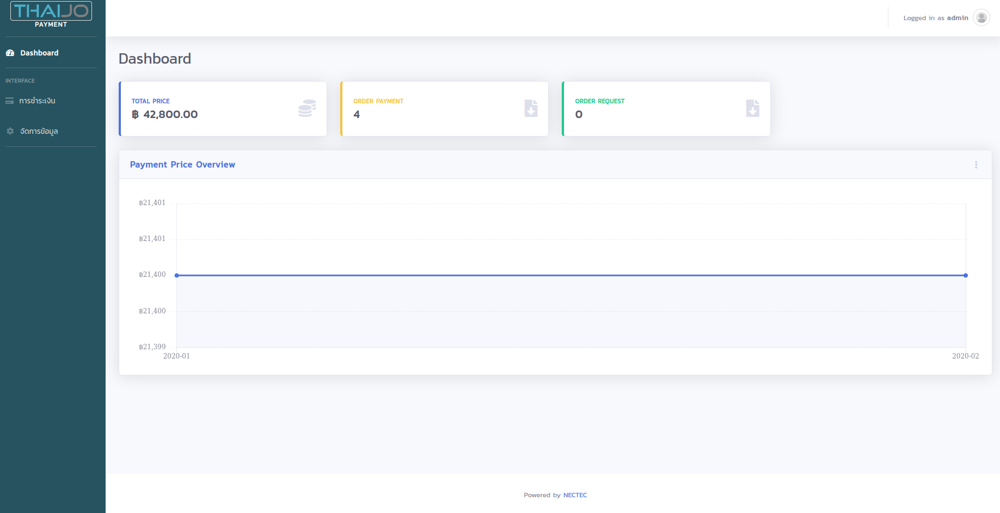 THAIJO
PAYMENT
Dashboard
INTERFACE
การชำระเงิน
จัดการข้อมูล
Logged in as admin
Dashboard
TOTAL PRICE
฿ 42,800.00
ORDER PAYMENT
4
ORDER REQUEST
0
Payment Price Overview
฿21,401
฿21,401
฿21,400
฿21,400
฿21,399
2020-01 2020-02
Powered by NECTEC